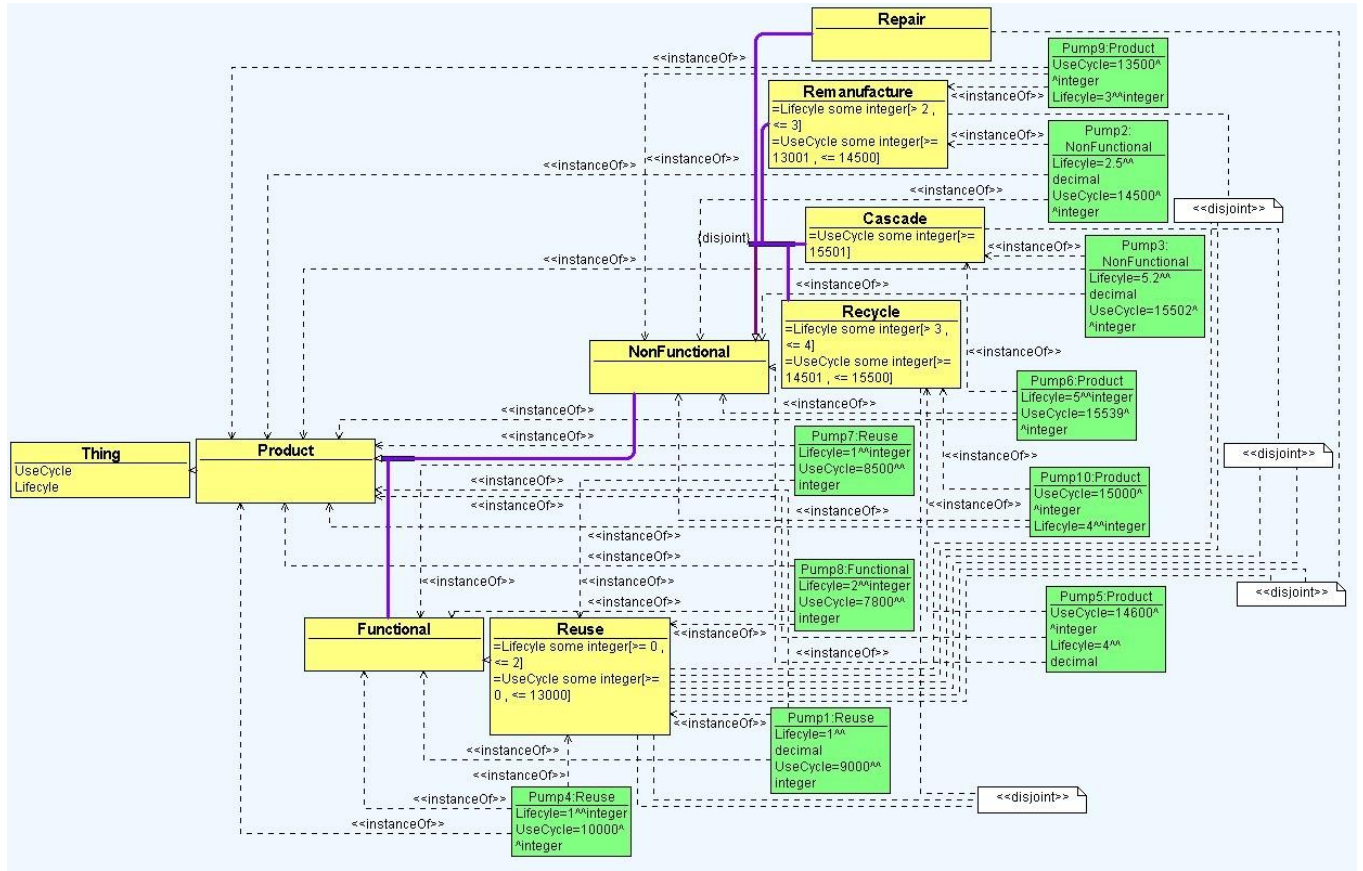 Repair
<<instanceOf>>
Pump9:Product
UseCycle=13500^
^integer
Lifecyle=3^^integer
Remanufacture
=Lifecyle some integer[> 2 ,
<= 3]
=UseCycle some integer[>=
13001 , <= 14500]
<<instanceOf>>
Pump2:
NonFunctional
Lifecyle=2.5^^
decimal
UseCycle=14500^
^integer
<<instanceOf>>
<<instanceOf>>
<<instanceOf>>
<<disjoint>>
Cascade
=UseCycle some integer[>=
15501]
{disjoint}
<<instanceOf>>
Pump3:
NonFunctional
Lifecyle=5.2^^
decimal
UseCycle=15502^
^integer
<<instanceOf>>
<<instanceOf>>
Recycle
=Lifecyle some integer[> 3 ,
<= 4]
=UseCycle some integer[>=
14501 , <= 15500]
NonFunctional
<<instanceOf>>
Pump6:Product
Lifecyle=5^^integer
UseCycle=15539^
^integer
<<instanceOf>>
<<instanceOf>>
Thing
UseCycle
Lifecyle
Product
<<instanceOf>>
Pump7:Reuse
Lifecyle=1^^integer
UseCycle=8500^^
integer
<<instanceOf>>
<<disjoint>>
Pump10:Product
UseCycle=15000^
^integer
Lifecyle=4^^integer
<<instanceOf>>
<<instanceOf>>
<<instanceOf>>
<<instanceOf>>
<<instanceOf>>
Pump8:Functional
Lifecyle=2^^integer
UseCycle=7800^^
integer
<<instanceOf>>
<<instanceOf>>
<<disjoint>>
Pump5:Product
UseCycle=14600^
^integer
Lifecyle=4^^
decimal
Functional
Reuse
=Lifecyle some integer[>= 0 ,
<= 2]
=UseCycle some integer[>=
0 , <= 13000]
<<instanceOf>>
<<instanceOf>>
<<instanceOf>>
Pump1:Reuse
Lifecyle=1^^
decimal
UseCycle=9000^^
integer
<<instanceOf>>
<<instanceOf>>
<<instanceOf>>
<<instanceOf>>
Pump4:Reuse
Lifecyle=1^^integer
UseCycle=10000^
^integer
<<disjoint>>